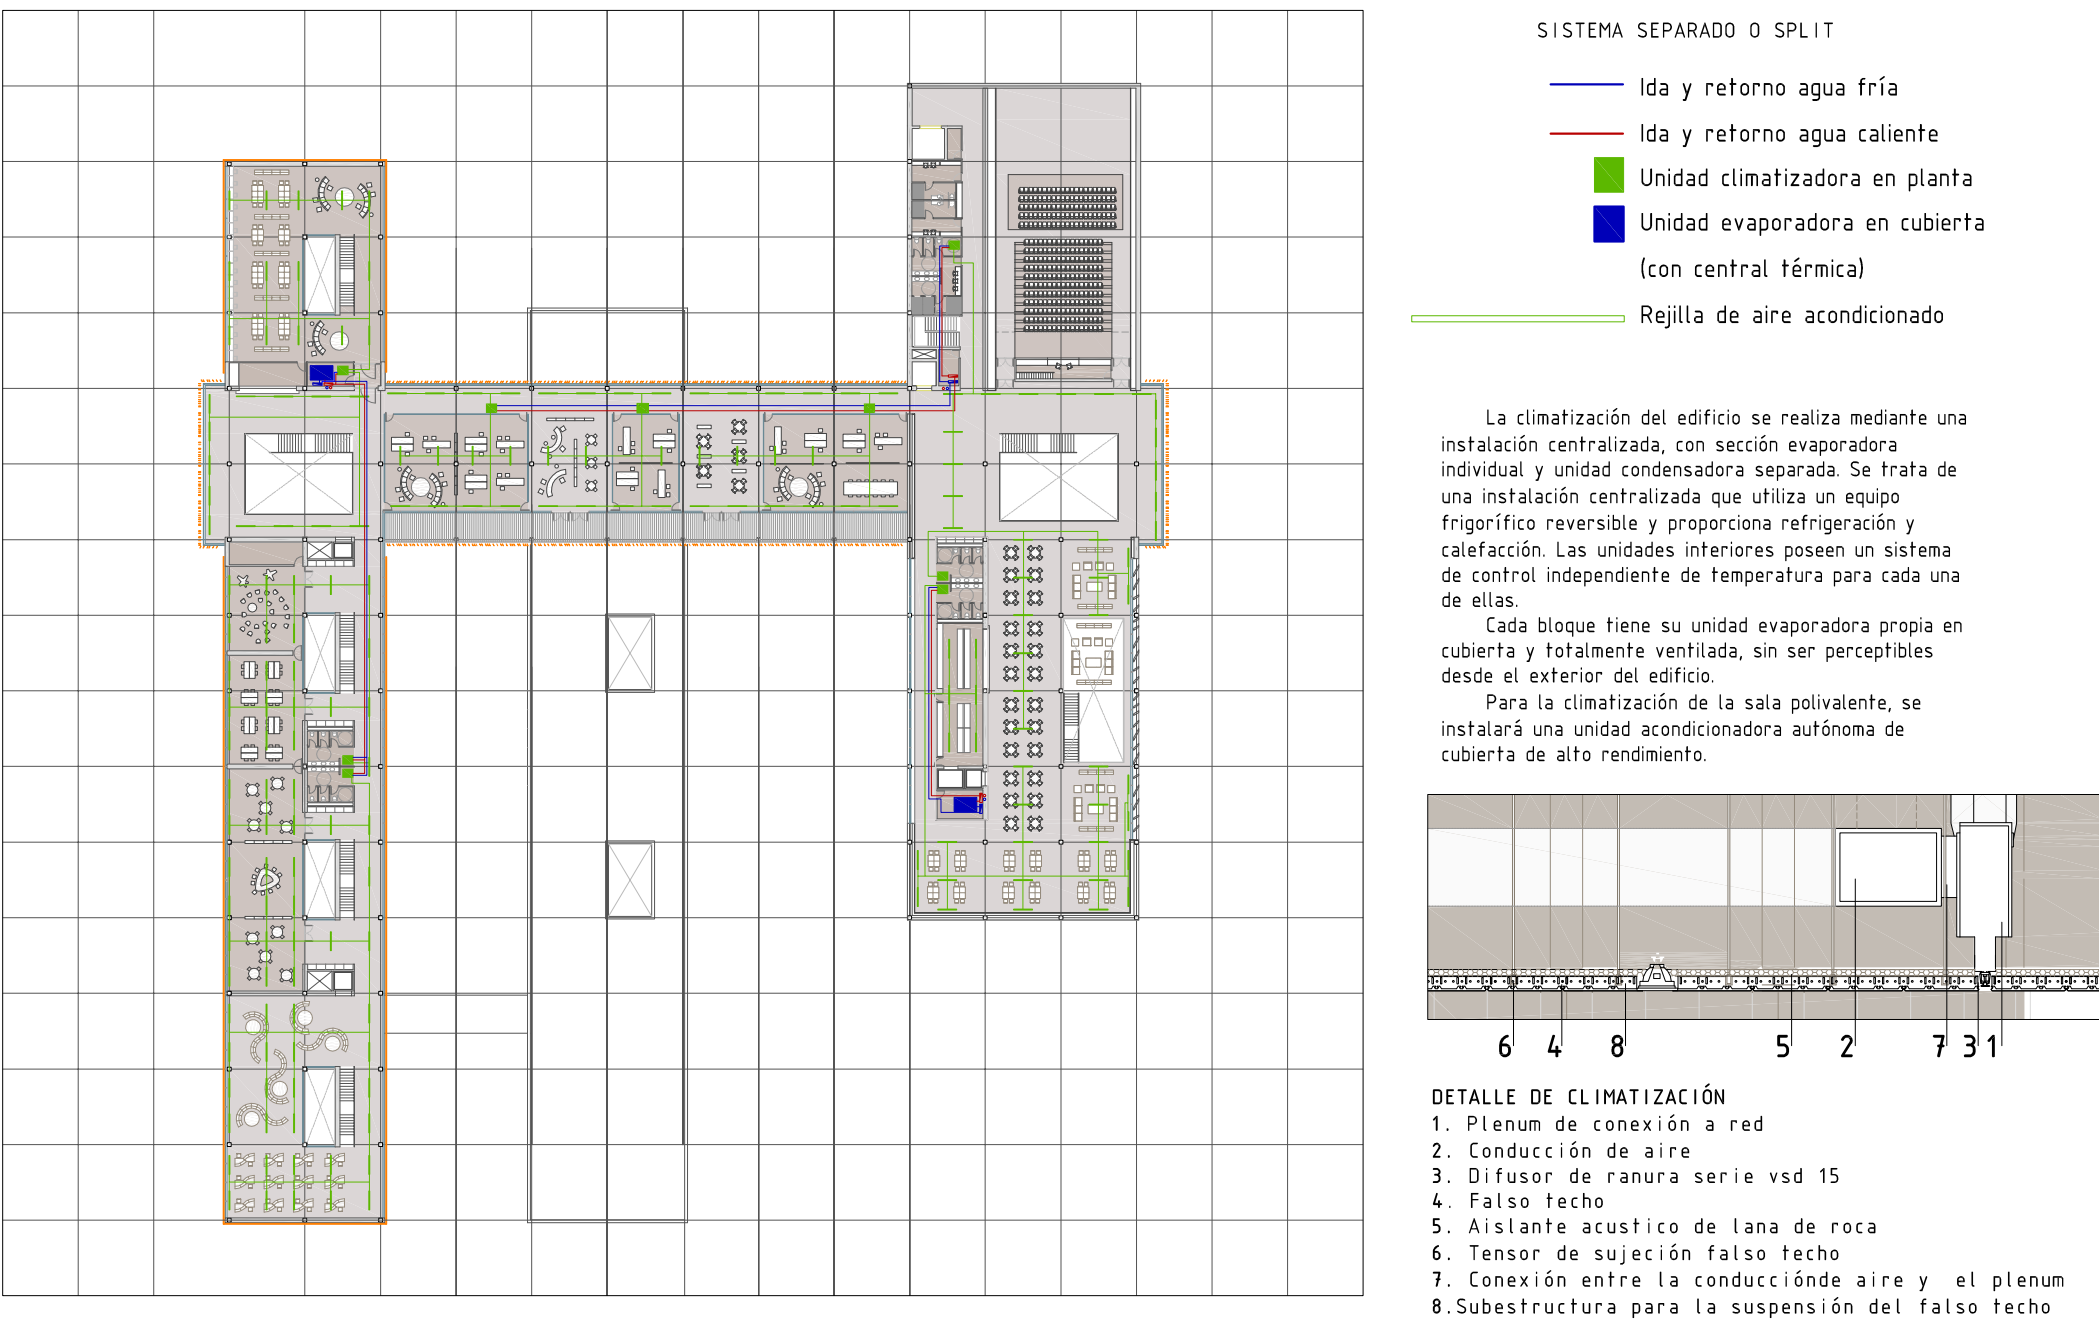 SISTEMA SEPARADO O SPLIT
Ida y retorno agua fría
Ida y retorno agua caliente
Unidad climatizadora en planta
Unidad evaporadora en cubierta
(con central térmica)
Rejilla de aire acondicionado
La climatización del edificio se realiza mediante una
instalación centralizada, con sección evaporadora
individual y unidad condensadora separada. Se trata de
una instalación centralizada que utiliza un equipo
frigorífico reversible y proporciona refrigeración y
calefacción. Las unidades interiores poseen un sistema
de control independiente de temperatura para cada una
de ellas.
Cada bloque tiene su unidad evaporadora propia en
cubierta y totalmente ventilada, sin ser perceptibles
desde el exterior del edificio.
Para la climatización de la sala polivalente, se
instalará una unidad acondicionadora autónoma de
cubierta de alto rendimiento.
6 4 8 5 2 7 3 1
DETALLE DE CLIMATIZACIÓN
1. Plenum de conexión a red
2. Conducción de aire
3. Difusor de ranura serie vsd 15
4. Falso techo
5. Aislante acustico de lana de roca
6. Tensor de sujeción falso techo
7. Conexión entre la conducciónde aire y el plenum
8.Subestructura para la suspensión del falso techo